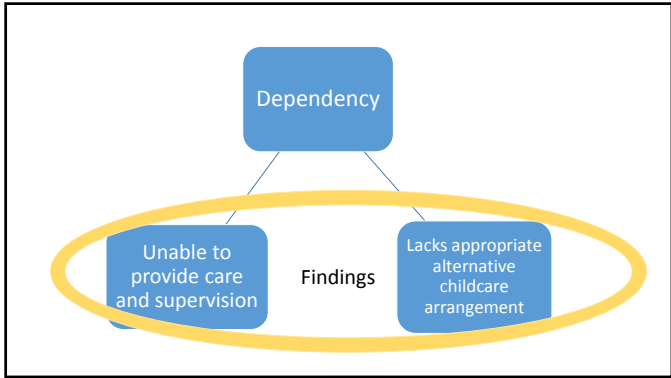 Dependency
Unable to
provide care
and supervision
Findings
Lacks appropriate
alternative
childcare
arrangement